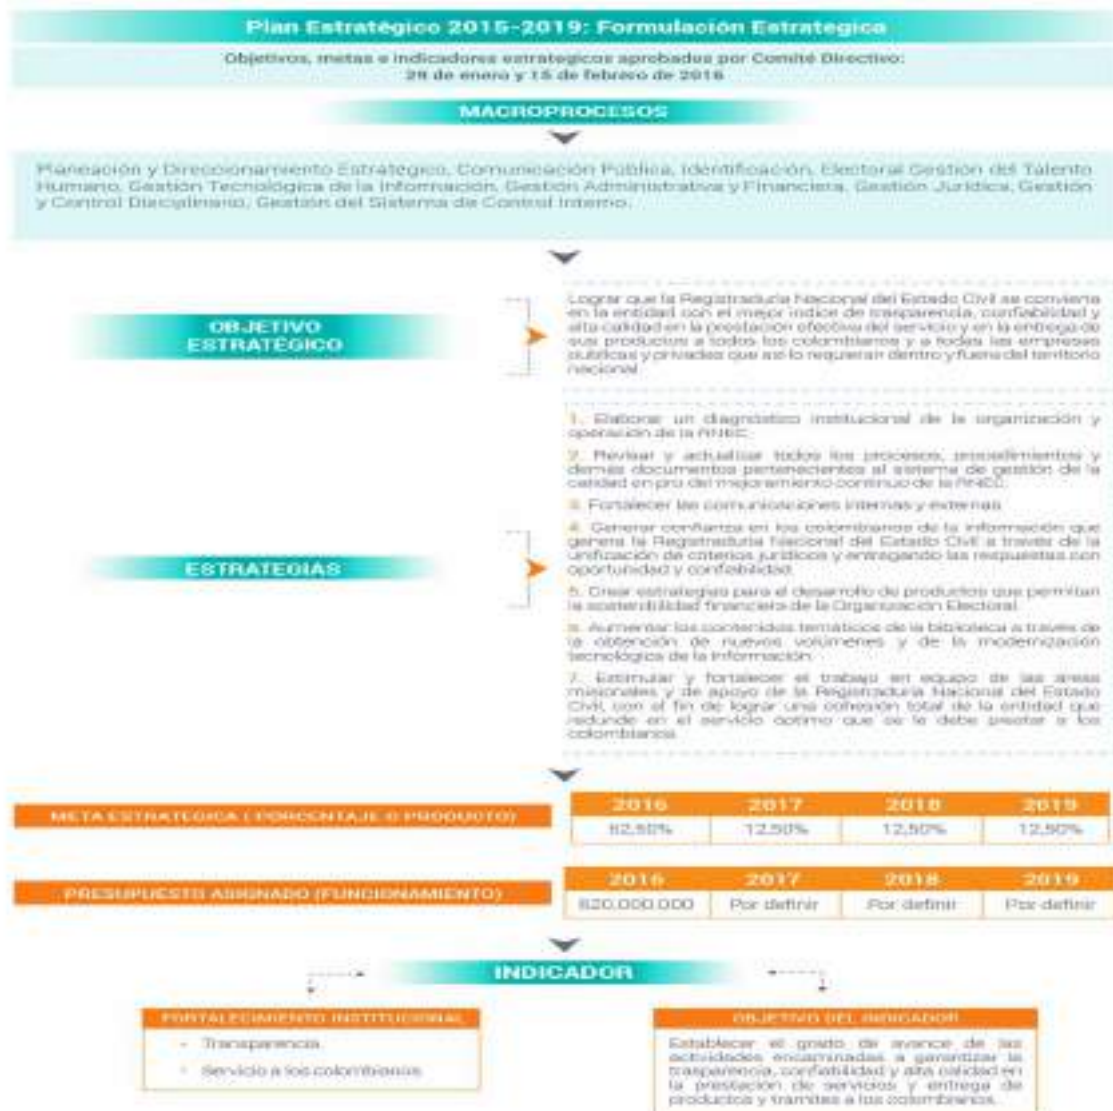 Plan Estratégico 2015-2019: Formulación Estrategica
Objetivos, metas e indicadores estrategicos aprobados por Comité Directivo:
29 de enero y 15 de febrero de 2016
MACROPROCESOS
Planeación y Direccionamiento Estratégico, Comunicación Pública, Identificación, Electoral Gestión del Talento
Humano, Gestión Tecnológica de la Información, Gestión Administrativa y Financiera, Gestión Jurídica, Gestión
y Control Disciplinario, Gestión del Sistema de Control Interno.
OBJETIVO
ESTRATÉGICO
Lograr que la Registraduría Nacional del Estado Civil se convierta
en la entidad con el mejor índice de trasparencia, confiabilidad y
alta calidad en la prestación efectiva del servicio y en la entrega de
sus productos a todos los colombianos y a todas las empresas
públicas y privadas que así lo requieran dentro y fuera del territorio
nacional.
ESTRATEGIAS
1. Elaborar un diagnóstico institucional de la organización y
operación de la RNEC.
2. Revisar y actualizar todos los procesos, procedimientos y
demás documentos pertenecientes al sistema de gestión de la
calidad en pro del mejoramiento continuo de la RNEC.
3. Fortalecer las comunicaciones internas y externas.
4. Generar confianza en los colombianos de la información que
genera la Registraduría Nacional del Estado Civil a través de la
unificación de criterios jurídicos y entregando las respuestas con
oportunidad y confiabilidad.
5. Crear estrategias para el desarrollo de productos que permitan
la sostenibilidad financiera de la Organización Electoral.
6. Aumentar los contenidos temáticos de la biblioteca a través de
la obtención de nuevos volúmenes y de la modernización
tecnológica de la información.
7. Estimular y fortalecer el trabajo en equipo de las áreas
misionales y de apoyo de la Registraduría Nacional del Estado
Civil, con el fin de lograr una cohesión total de la entidad que
redunde en el servicio óptimo que se le debe prestar a los
colombianos.
META ESTRATÉGICA ( PORCENTAJE O PRODUCTO)
2016 2017 2018 2019
62,50% 12,50% 12,50% 12,50%
PRESUPUESTO ASIGNADO (FUNCIONAMIENTO)
2016 2017 2018 2019
820.000.000 Por definir Por definir Por definir
INDICADOR
FORTALECIMIENTO INSTITUCIONAL
- Transparencia.
- Servicio a los colombianos
OBJETIVO DEL INDICADOR
Establecer el grado de avance de las
actividades encaminadas a garantizar la
trasparencia, confiabilidad y alta calidad en
la prestación de servicios y entrega de
productos y tramites a los colombianos.